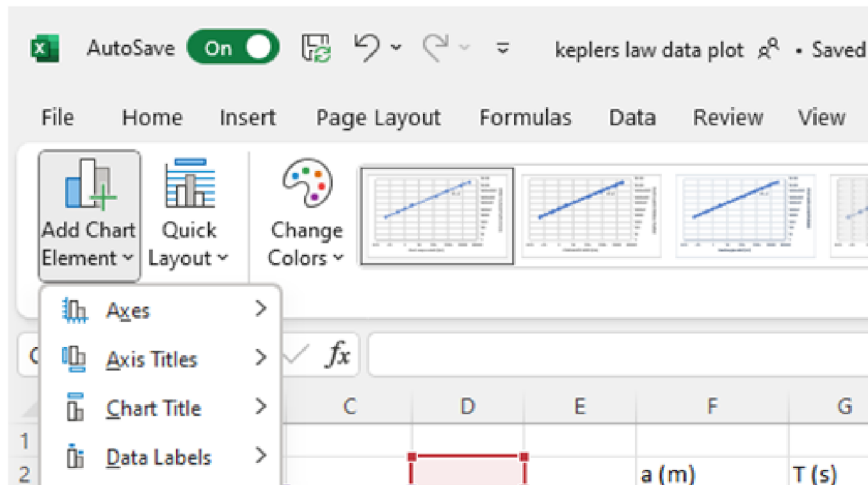 AutoSave On keplers law data plot • Saved
File Home Insert Page Layout Formulas Data Review View
Add Chart Element
Quick Layout
Change Colors
Axes
Axis Titles
Chart Title
Data Labels
fx
C D E F G
1
2 a (m) T (s)